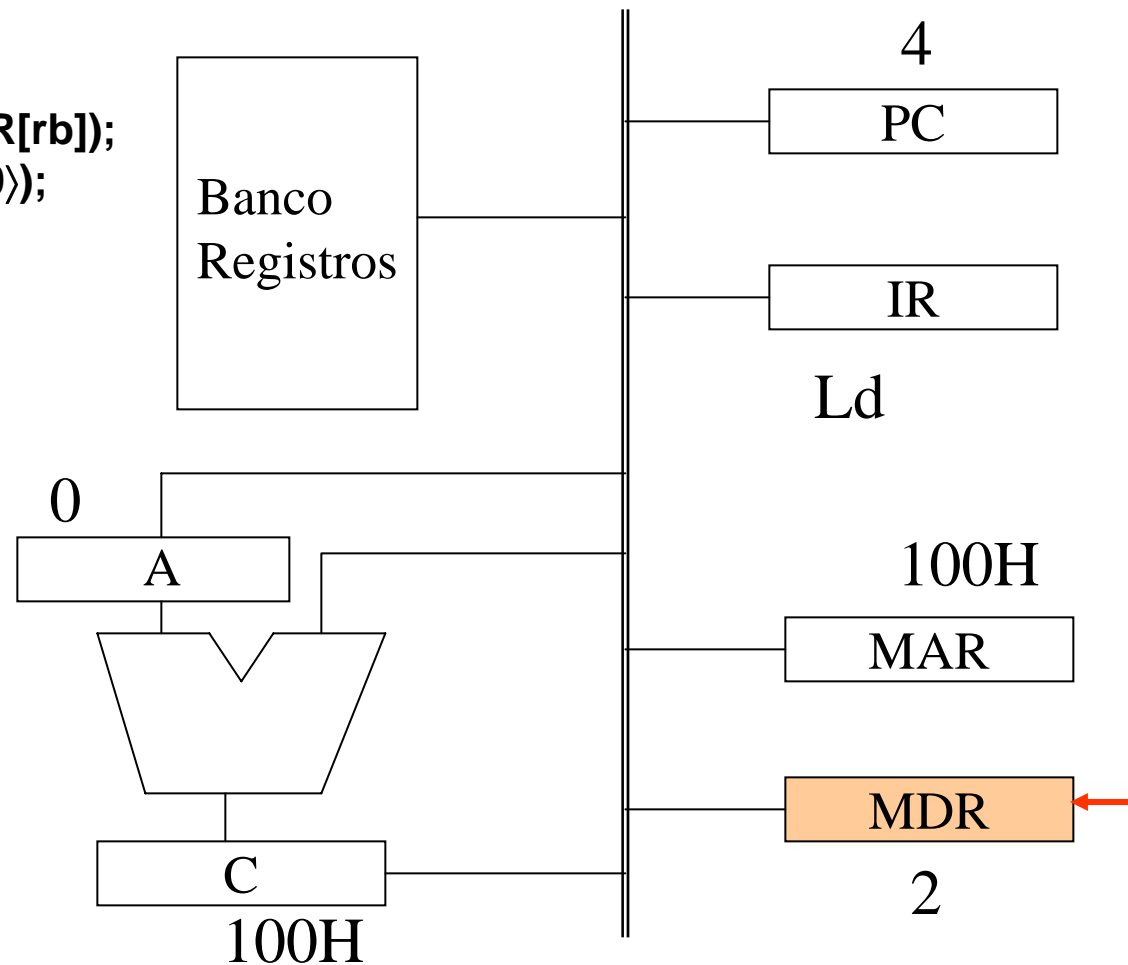 R[rb]);
⟩);
Banco
Registros
4
PC
IR
Ld
0
A
100H
MAR
MDR
2
C
100H